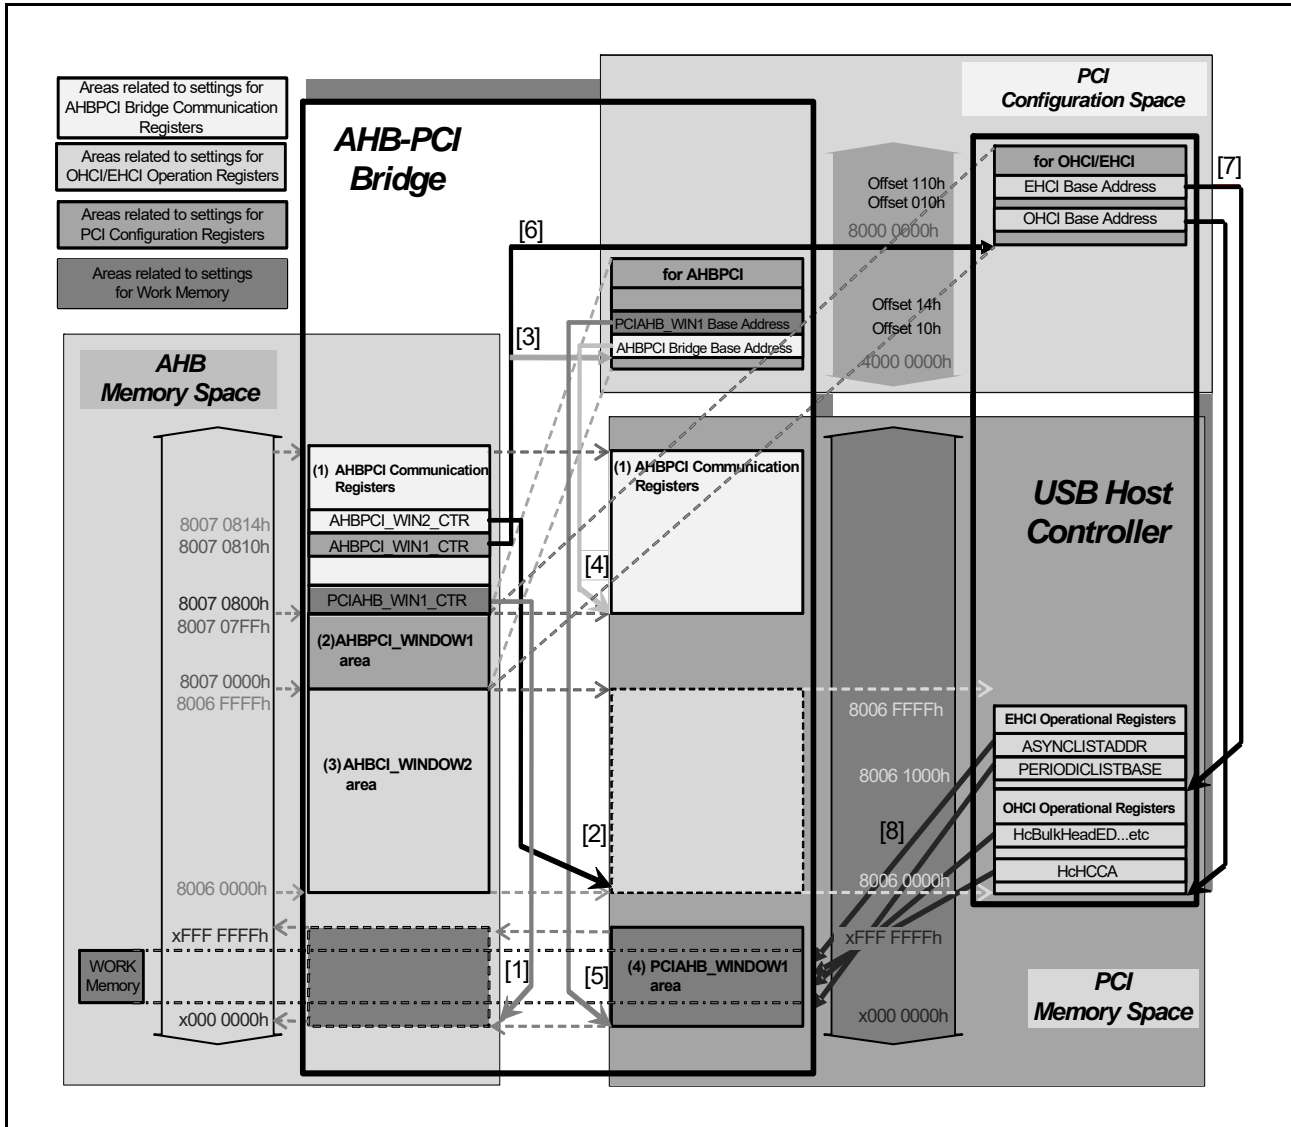 Areas related to settings for
AHBPCI Bridge Communication
Registers
Areas related to settings for
OHCI/EHCI Operation Registers
Areas related to settings for
PCI Configuration Registers
Areas related to settings
for Work Memory
AHB-PCI
Bridge
PCI
Configuration Space
for OHCI/EHCI
EHCI Base Address
OHCI Base Address
[7]
Offset 110h
Offset 010h
8000 0000h
[6]
for AHBPCI
PCIAHB_WIN1 Base Address
AHBPCI Bridge Base Address
Offset 14h
Offset 10h
4000 0000h
[3]
AHB
Memory Space
(1) AHBPCI Communication
Registers
AHBPCI_WIN2_CTR
AHBPCI_WIN1_CTR
PCIAHB_WIN1_CTR
(2)AHBPCI_WINDOW1
area
(3) AHBCI_WINDOW2
area
8007 0814h
8007 0810h
8007 0800h
8007 07FFh
8007 0000h
8006 FFFFh
8006 0000h
xFFF FFFFh
x000 0000h
WORK
Memory
[1]
[2]
[4]
[5]
(1) AHBPCI Communication
Registers
(4) PCIAHB_WINDOW1
area
8006 FFFFh
8006 1000h
[8]
8006 0000h
xFFF FFFFh
x000 0000h
USB Host
Controller
EHCI Operational Registers
ASYNCLISTADDR
PERIODICLISTBASE
OHCI Operational Registers
HcBulkHeadED...etc
HcHCCA
PCI
Memory Space